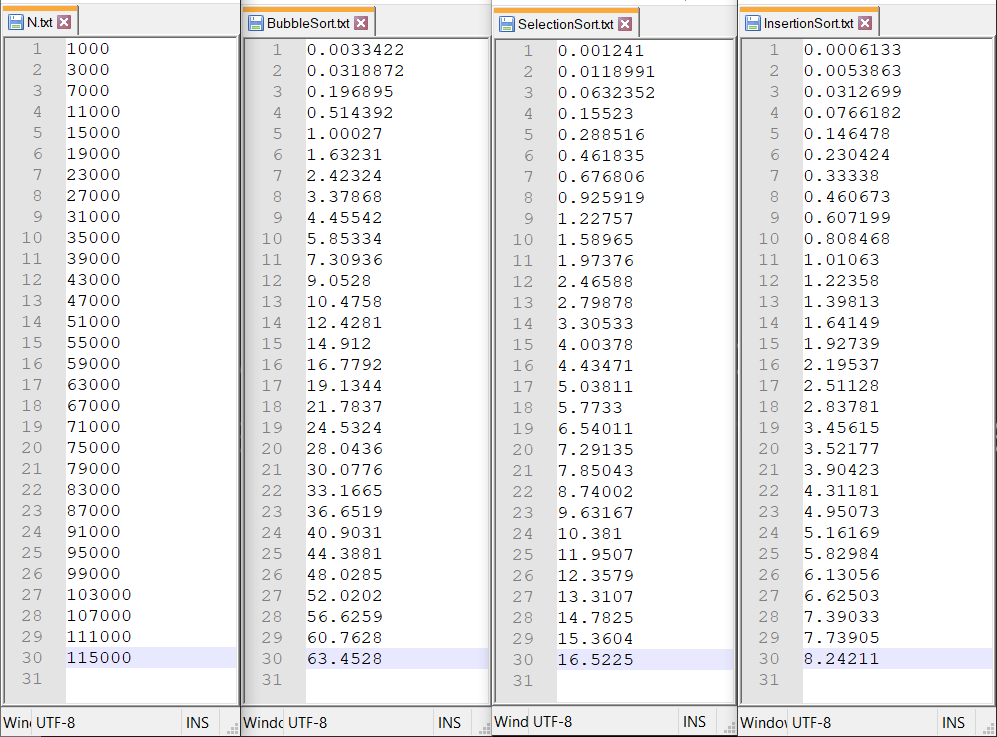 N.txt BubbleSort.txt SelectionSort.txt InsertionSort.txt
1 1000 1 0.0033422 1 0.001241 1 0.0006133
2 3000 2 0.0318872 2 0.0118991 2 0.0053863
3 7000 3 0.196895 3 0.0632352 3 0.0312699
4 11000 4 0.514392 4 0.15523 4 0.0766182
5 15000 5 1.00027 5 0.288516 5 0.146478
6 19000 6 1.63231 6 0.461835 6 0.230424
7 23000 7 2.42324 7 0.676806 7 0.33338
8 27000 8 3.37868 8 0.925919 8 0.460673
9 31000 9 4.45542 9 1.22757 9 0.607199
10 35000 10 5.85334 10 1.58965 10 0.808468
11 39000 11 7.30936 11 1.97376 11 1.01063
12 43000 12 9.0528 12 2.46588 12 1.22358
13 47000 13 10.4758 13 2.79878 13 1.39813
14 51000 14 12.4281 14 3.30533 14 1.64149
15 55000 15 14.912 15 4.00378 15 1.92739
16 59000 16 16.7792 16 4.43471 16 2.19537
17 63000 17 19.1344 17 5.03811 17 2.51128
18 67000 18 21.7837 18 5.7733 18 2.83781
19 71000 19 24.5324 19 6.54011 19 3.45615
20 75000 20 28.0436 20 7.29135 20 3.52177
21 79000 21 30.0776 21 7.85043 21 3.90423
22 83000 22 33.1665 22 8.74002 22 4.31181
23 87000 23 36.6519 23 9.63167 23 4.95073
24 91000 24 40.9031 24 10.381 24 5.16169
25 95000 25 44.3881 25 11.9507 25 5.82984
26 99000 26 48.0285 26 12.3579 26 6.13056
27 103000 27 52.0202 27 13.3107 27 6.62503
28 107000 28 56.6259 28 14.7825 28 7.39033
29 111000 29 60.7628 29 15.3604 29 7.73905
30 115000 30 63.4528 30 16.5225 30 8.24211
31 31 31 31
Winc UTF-8 INS Windc UTF-8 INS Wind UTF-8 INS Windov UTF-8 INS